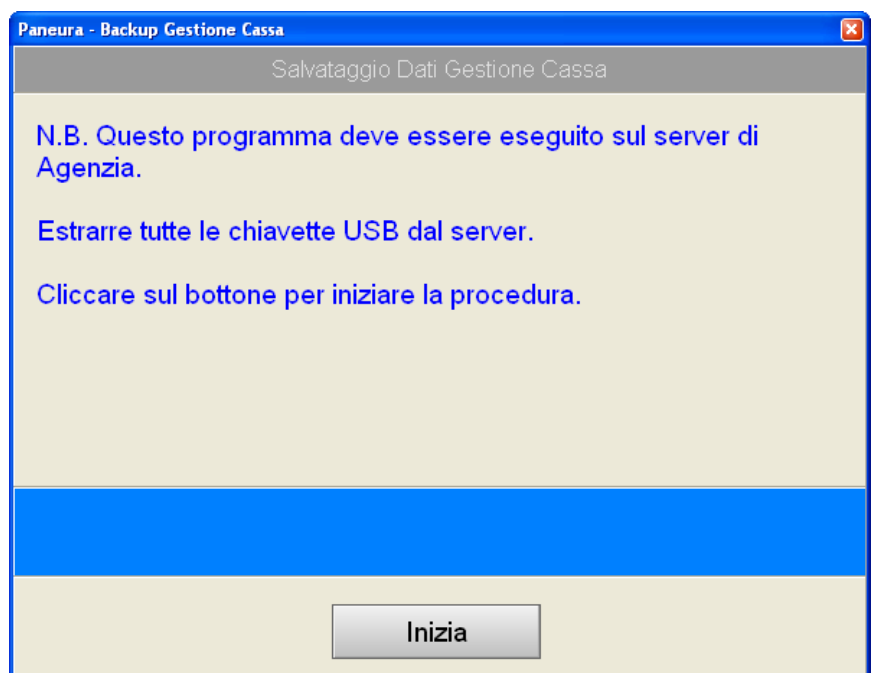 Paneura - Backup Gestione Cassa
Salvataggio Dati Gestione Cassa
N.B. Questo programma deve essere eseguito sul server di
Agenzia.
Estrarre tutte le chiavette USB dal server.
Cliccare sul bottone per iniziare la procedura.
Inizia